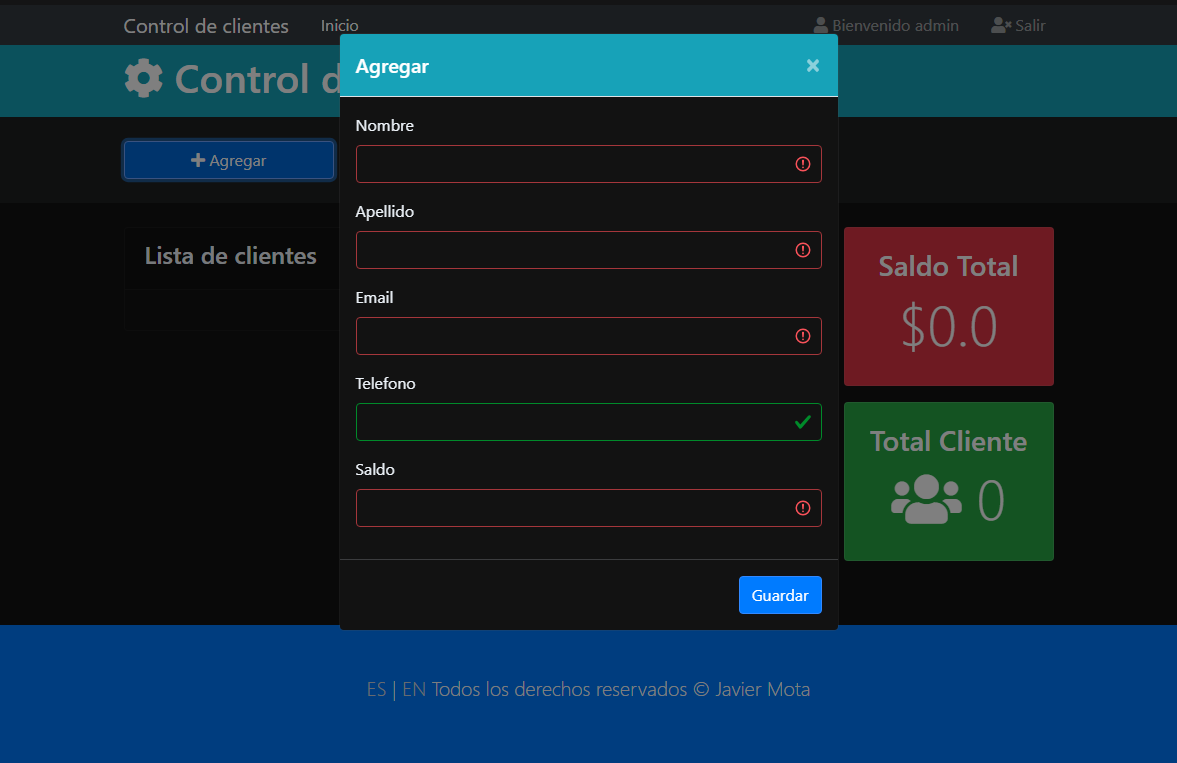 Control de clientes Inicio Bienvenido admin Salir
Agregar ×
Control d
Nombre
Agregar
Apellido
Lista de clientes
Saldo Total
$0.0
Email
Telefono
Total Cliente
0
Saldo
Guardar
ES | EN Todos los derechos reservados © Javier Mota